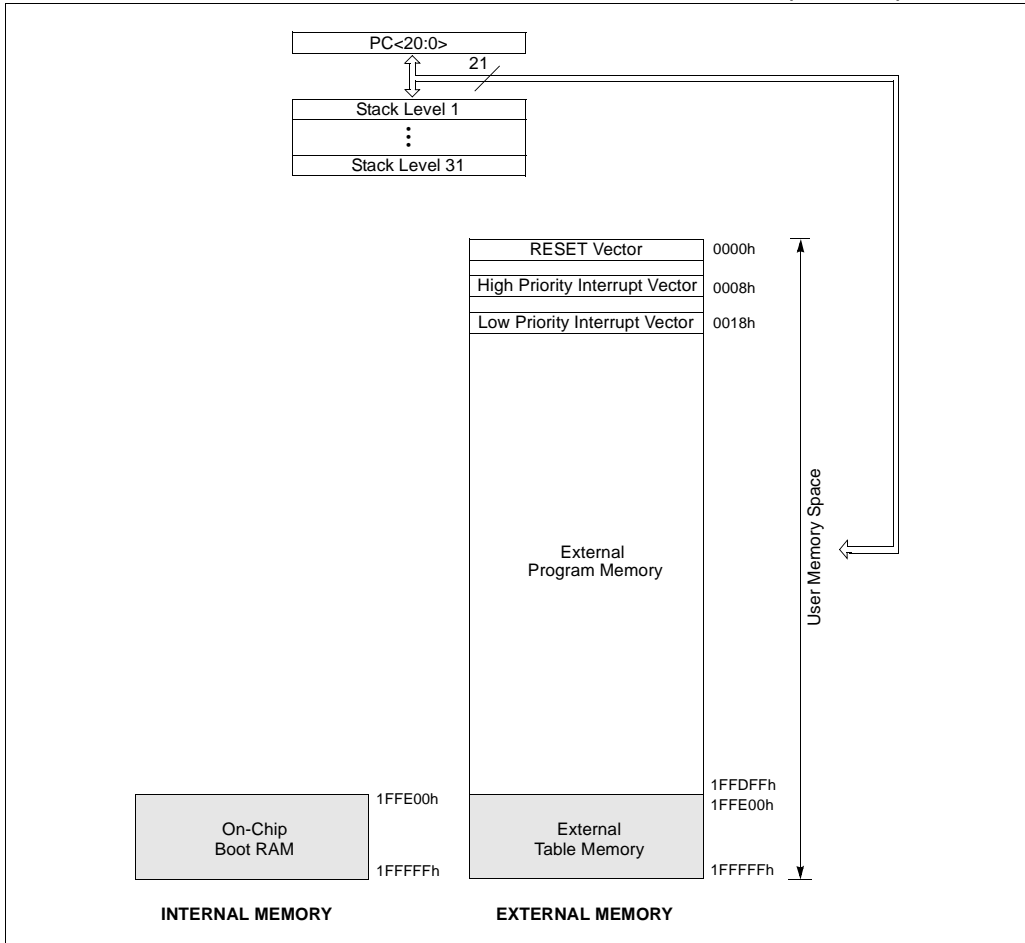 PC<20:0>
21
Stack Level 1
Stack Level 31
RESET Vector
0000h
High Priority Interrupt Vector
0008h
Low Priority Interrupt Vector
0018h
User Memory Space
External
Program Memory
1FFDFFh
1FFE00h
1FFE00h
On-Chip
Boot RAM
External
Table Memory
1FFFFFh
1FFFFFh
INTERNAL MEMORY
EXTERNAL MEMORY